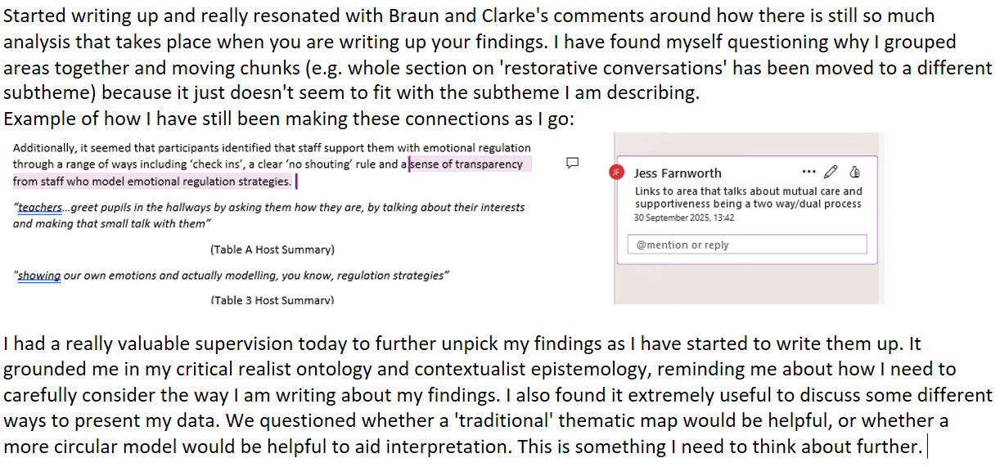 Started writing up and really resonated with Braun and Clarke's comments around how there is still so much
analysis that takes place when you are writing up your findings. I have found myself questioning why I grouped
areas together and moving chunks (e.g. whole section on 'restorative conversations' has been moved to a different
subtheme) because it just doesn't seem to fit with the subtheme I am describing.
Example of how I have still been making these connections as I go:
Additionally, it seemed that participants identified that staff support them with emotional regulation
through a range of ways including ‘check ins’, a clear ‘no shouting’ rule and a sense of transparency
from staff who model emotional regulation strategies.
“teachers…greet pupils in the hallways by asking them how they are, by talking about their interests
and making that small talk with them”
(Table A Host Summary)
"showing our own emotions and actually modelling, you know, regulation strategies”
(Table 3 Host Summary)
JF
Jess Farnworth
Links to area that talks about mutual care and
supportiveness being a two way/dual process
30 September 2025, 13:42
@mention or reply
I had a really valuable supervision today to further unpick my findings as I have started to write them up. It
grounded me in my critical realist ontology and contextualist epistemology, reminding me about how I need to
carefully consider the way I am writing about my findings. I also found it extremely useful to discuss some different
ways to present my data. We questioned whether a 'traditional' thematic map would be helpful, or whether a
more circular model would be helpful to aid interpretation. This is something I need to think about further.